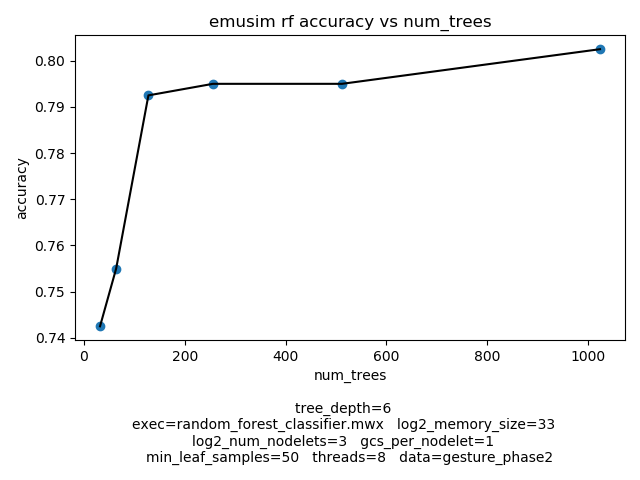 emusim rf accuracy vs num_trees
0.80
0.79
0.78
0.77
0.76
0.75
0.74
accuracy
0 200 400 600 800 1000
num_trees
tree_depth=6
exec=random_forest_classifier.mwx log2_memory_size=33
log2_num_nodelets=3 gcs_per_nodelet=1
min_leaf_samples=50 threads=8 data=gesture_phase2